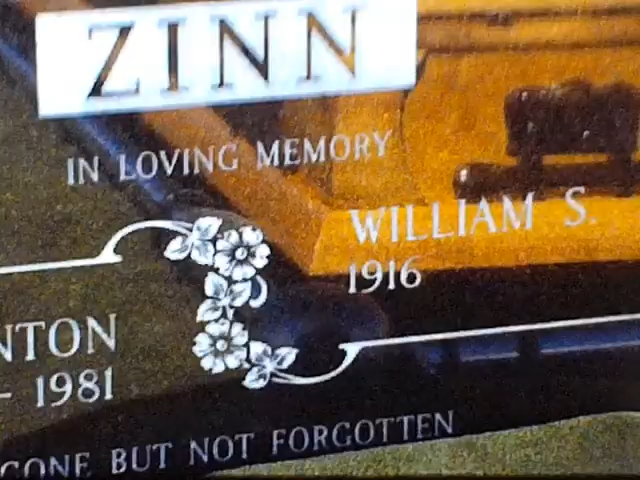 ZINN
IN LOVING MEMORY
WILLIAM S.
1916
NTON
- 1981
GONE BUT NOT FORGOTTEN